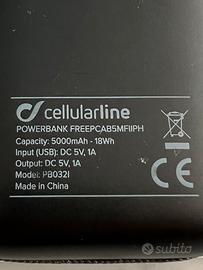 cellularline
POWERBANK FREEPCAB5MFIIPH
Capacity: 5000mAh - 18Wh
Input (USB): DC 5V, 1A
Output: DC 5V, 1A
Model: PB032I
Made in China
subito